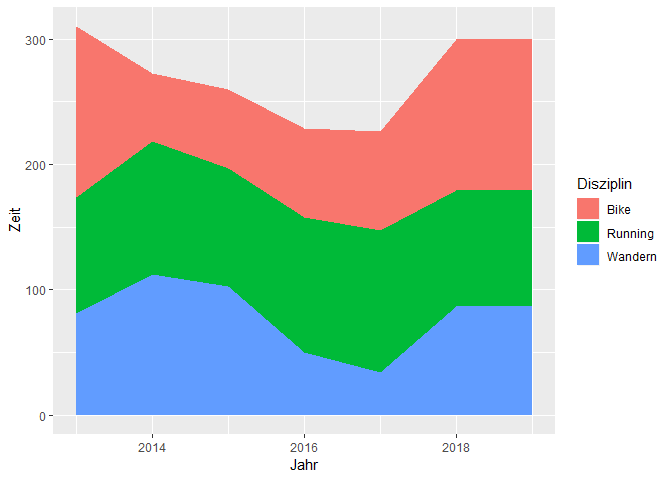 300
200
100
0
Zeit
2014 2016 2018
Jahr
Disziplin
Bike
Running
Wandern